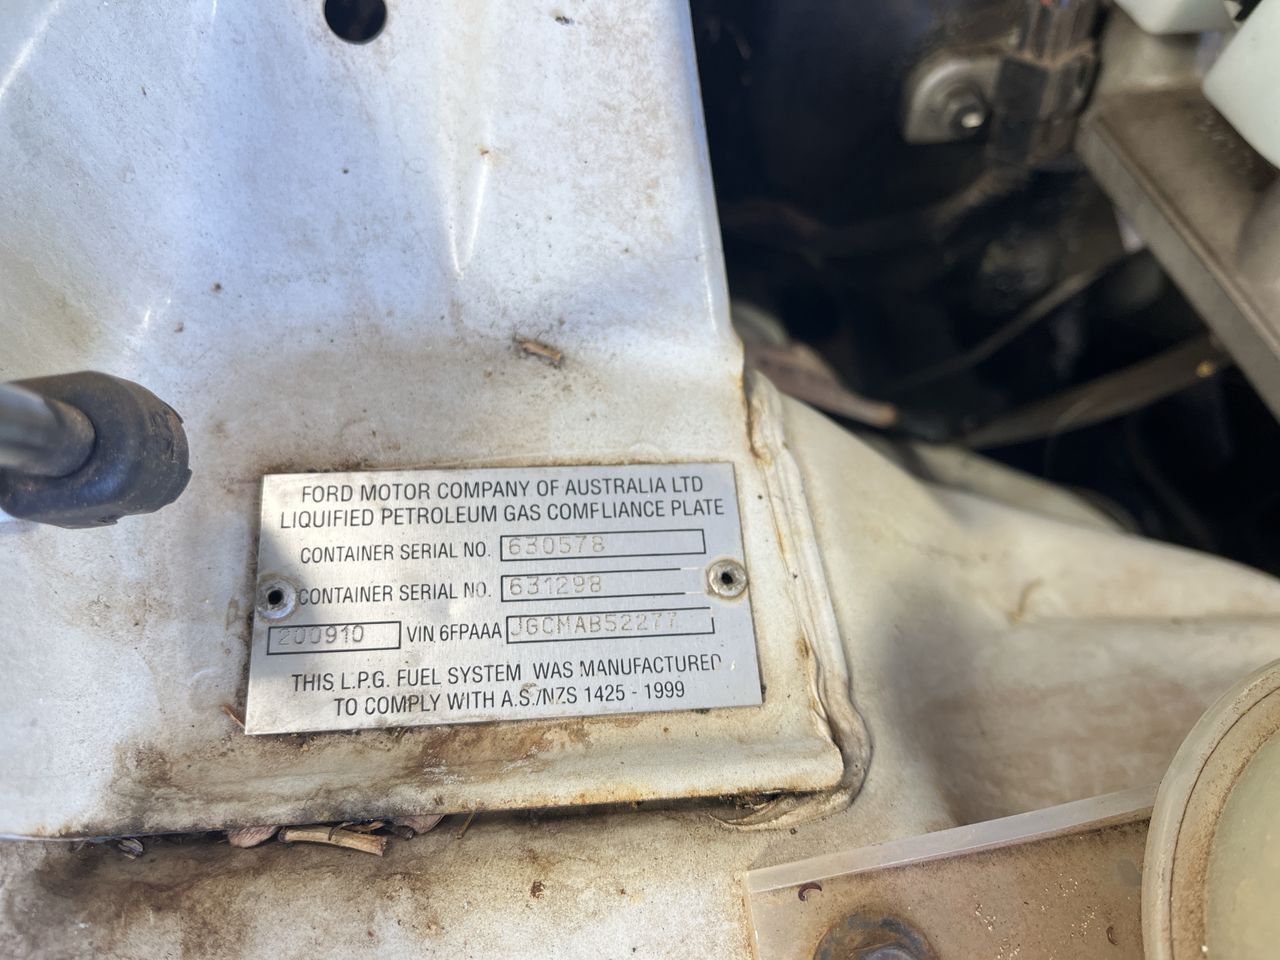 FORD MOTOR COMPANY OF AUSTRALIA LTD
LIQUIFIED PETROLEUM GAS COMPLIANCE PLATE
CONTAINER SERIAL NO. 630578
CONTAINER SERIAL NO. 631298
200910 VIN 6FPAAA JGCMAB52277
THIS L.P.G. FUEL SYSTEM WAS MANUFACTURED
TO COMPLY WITH A.S./NZS 1425 - 1999